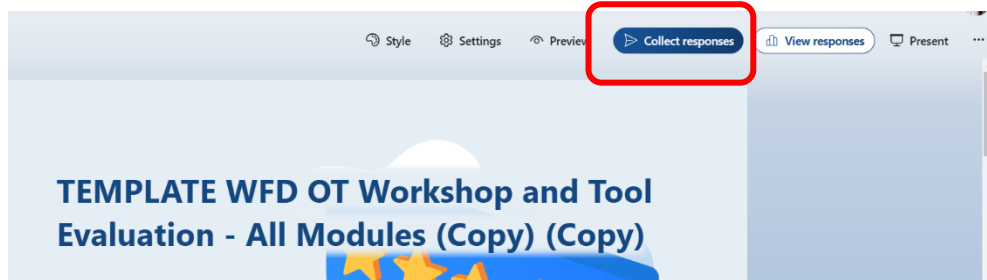 Style Settings Preview Collect responses View responses Present ...
TEMPLATE WFD OT Workshop and Tool
Evaluation - All Modules (Copy) (Copy)